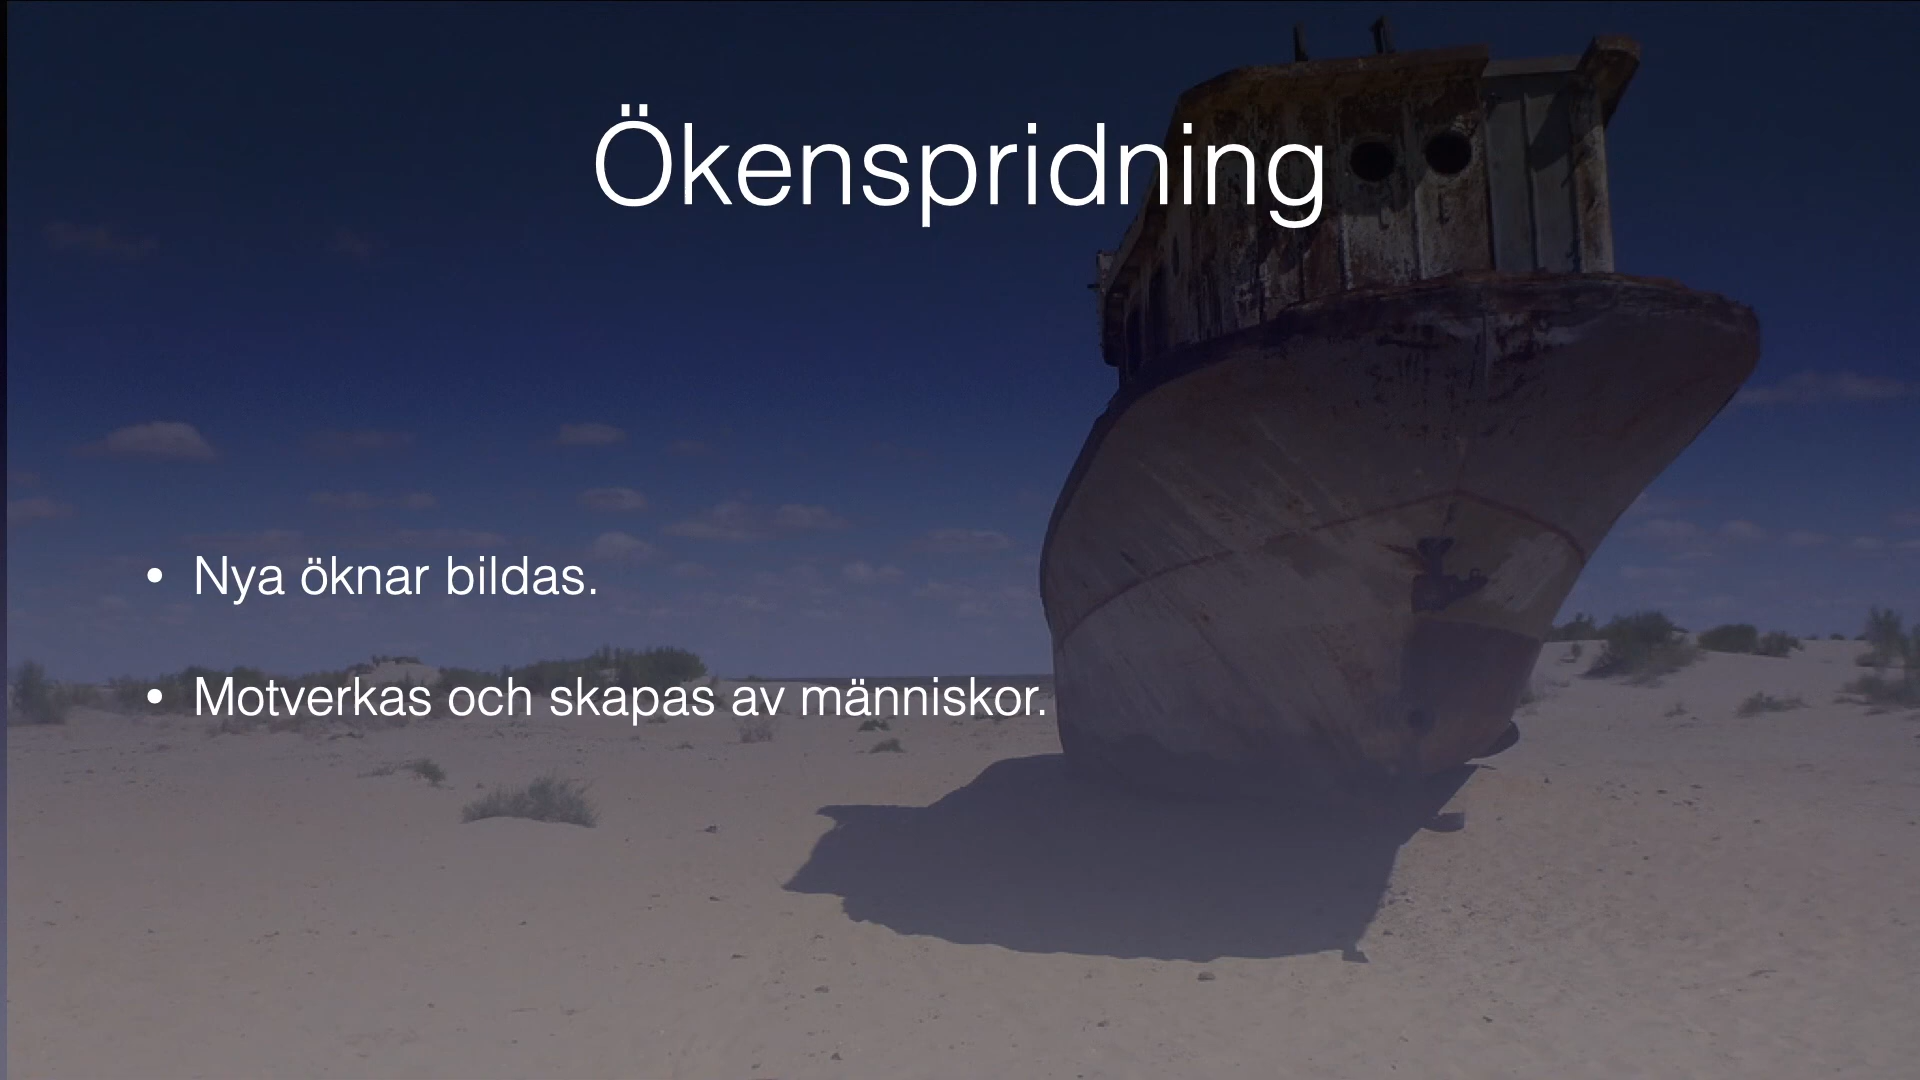 Ökenspridning
• Nya öknar bildas.
• Motverkas och skapas av människor.